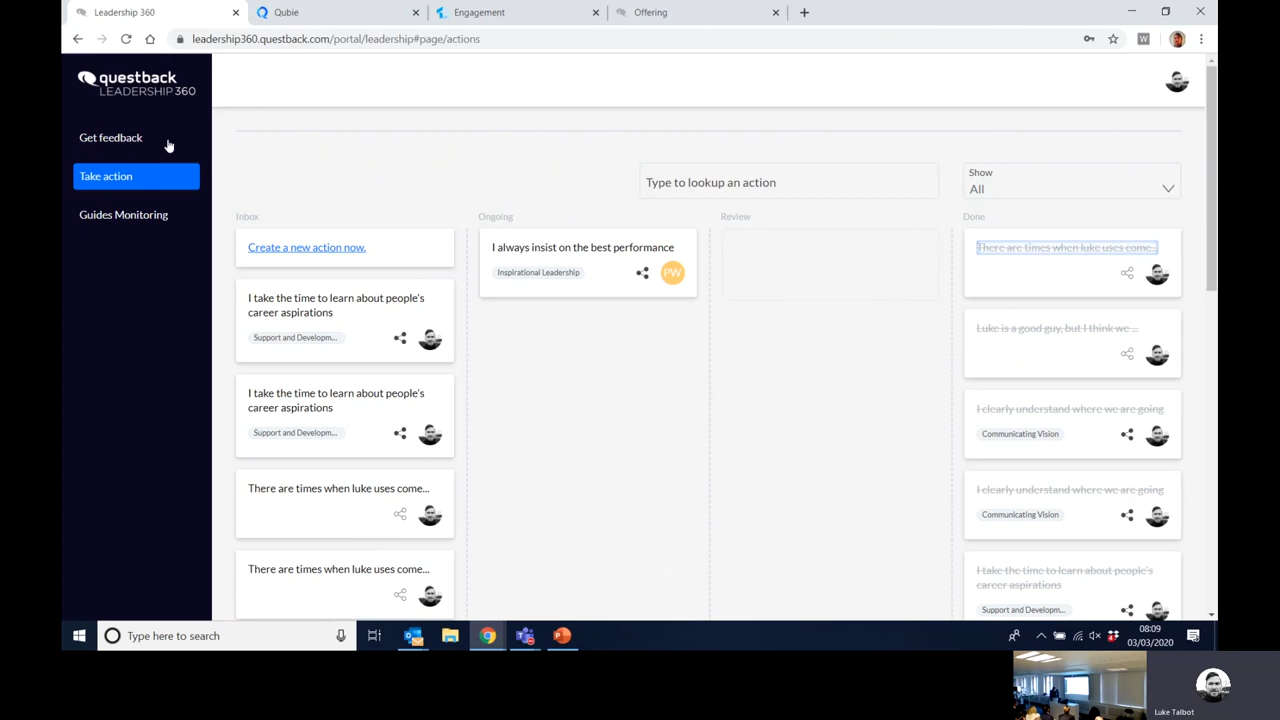 Leadership 360
Qubie
Engagement
Offering
leadership360.questback.com/portal/leadership#page/actions
W
questback
LEADERSHIP 360
Get feedback
Take action
Guides Monitoring
Type to lookup an action
Show
All
Inbox
Ongoing
Review
Done
Create a new action now.
I take the time to learn about people's
career aspirations
Support and Developm...
I take the time to learn about people's
career aspirations
Support and Developm...
There are times when luke uses come...
There are times when luke uses come...
I always insist on the best performance
Inspirational Leadership
PW
There are times when luke uses come...
Luke is a good guy, but I think we ...
I clearly understand where we are going
Communicating Vision
I clearly understand where we are going
Communicating Vision
I take the time to learn about people's
career aspirations
Support and Developm...
Type here to search
08:09
03/03/2020
Luke Talbot